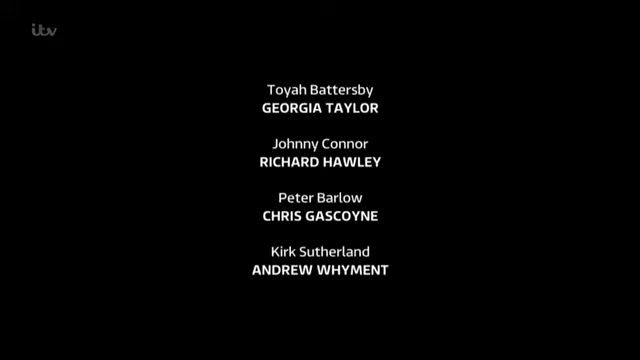 itv
Toyah Battersby
GEORGIA TAYLOR
Johnny Connor
RICHARD HAWLEY
Peter Barlow
CHRIS GASCOYNE
Kirk Sutherland
ANDREW WHYMENT